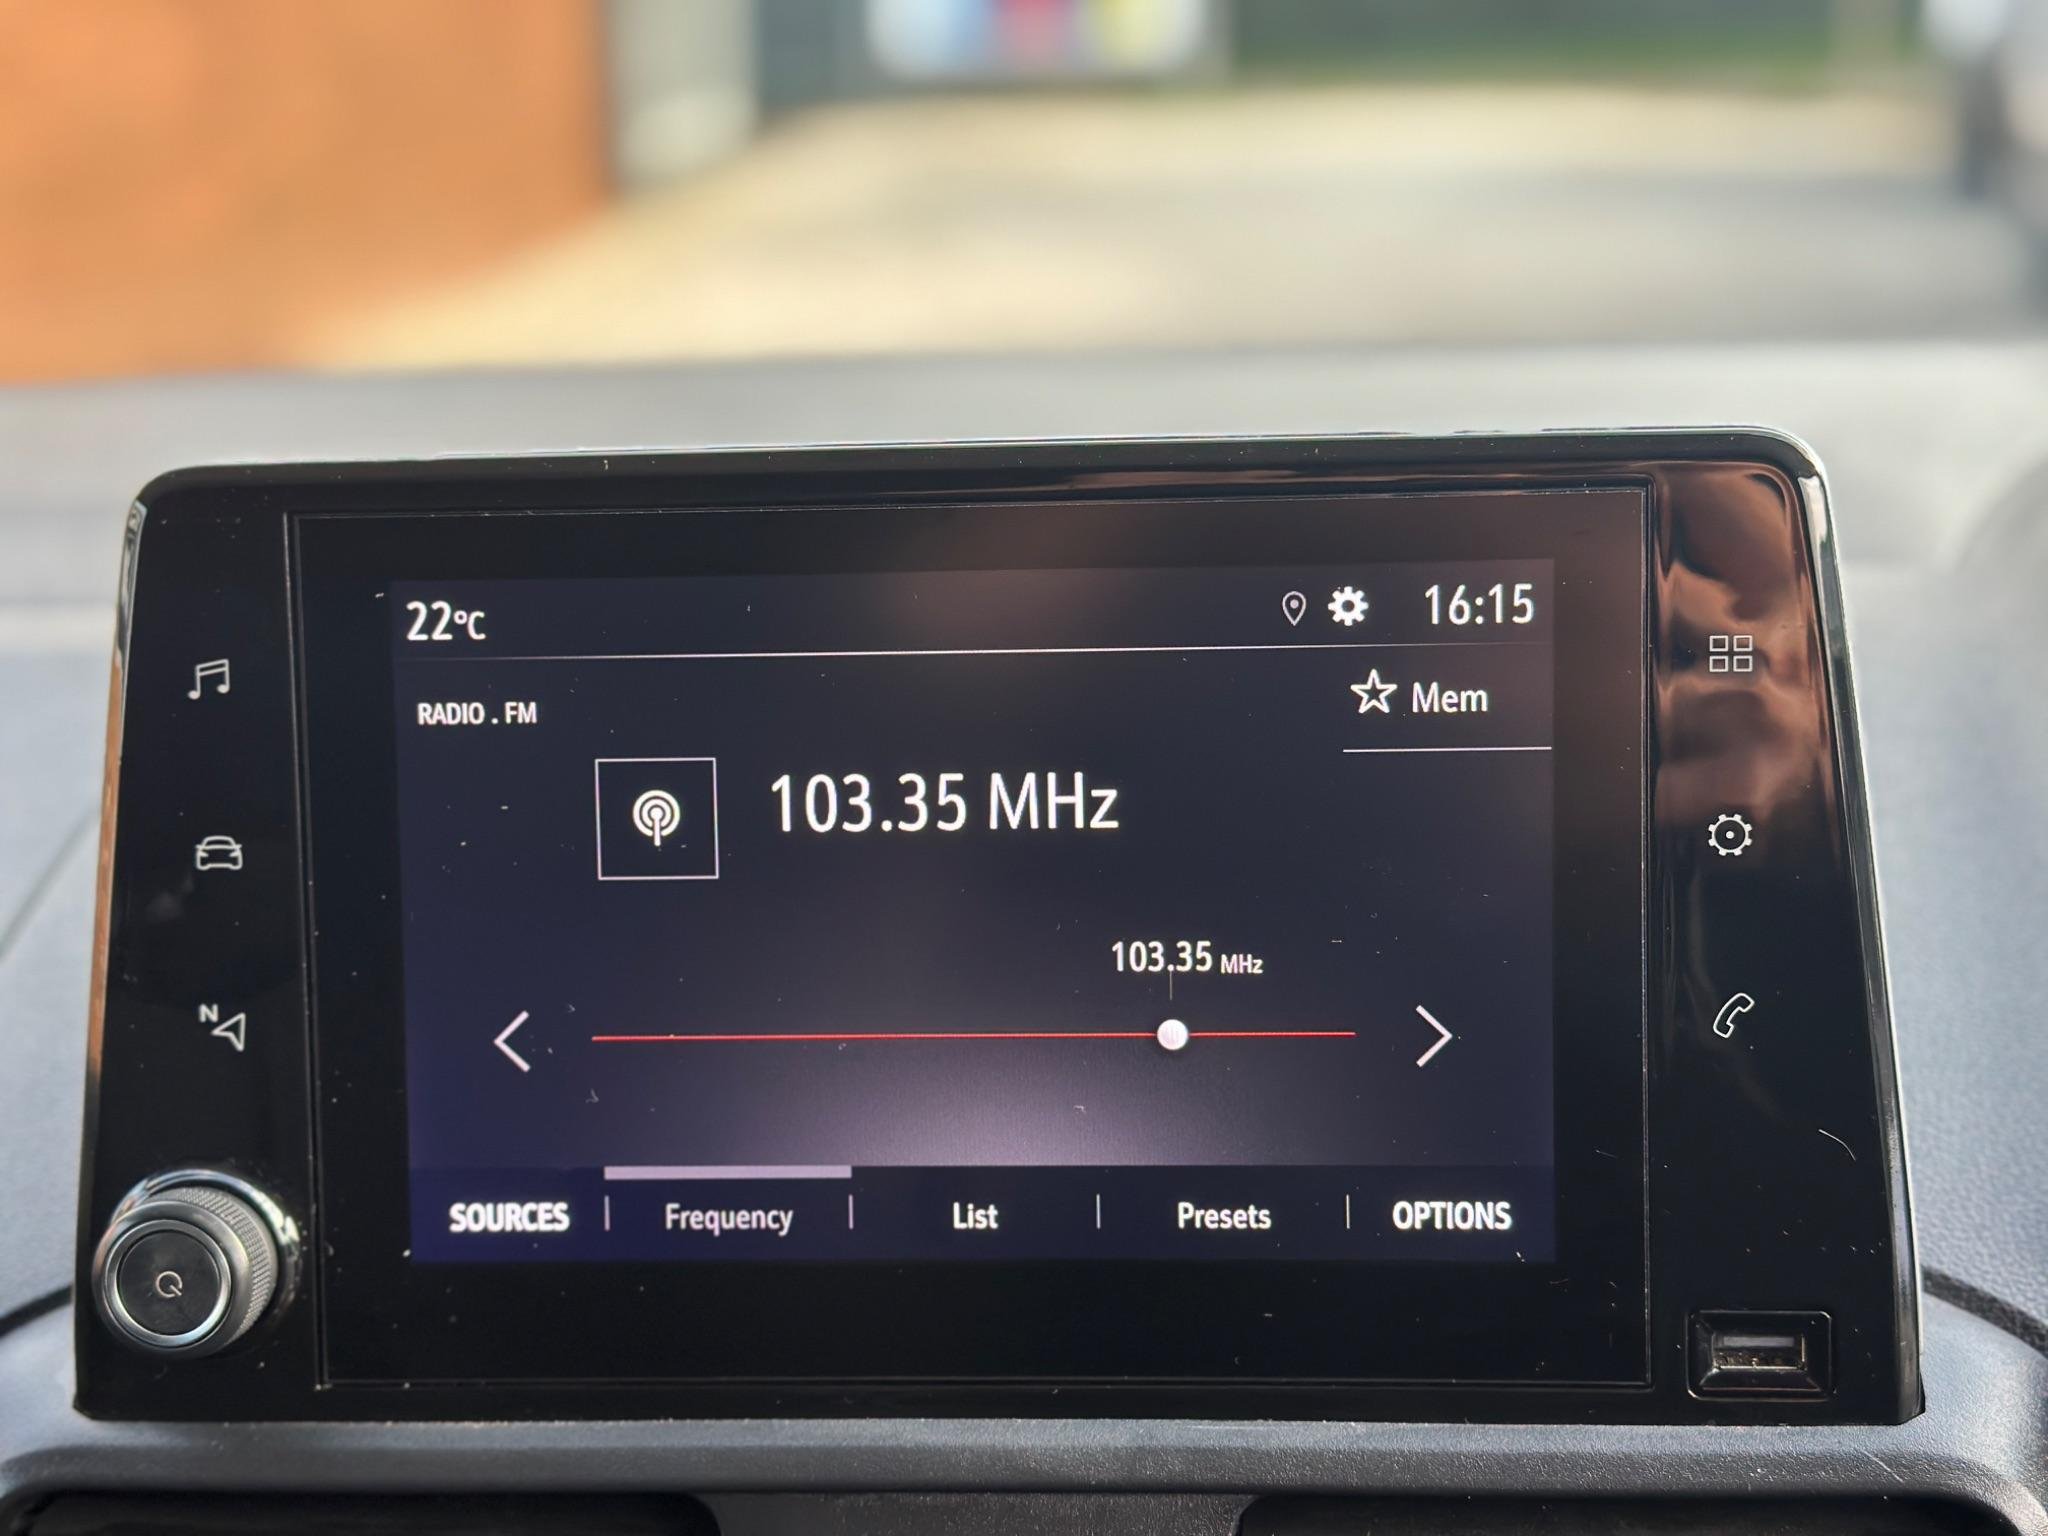 22°C 16:15
RADIO . FM
Mem
103.35 MHz
103.35 MHz
N
SOURCES Frequency List Presets OPTIONS